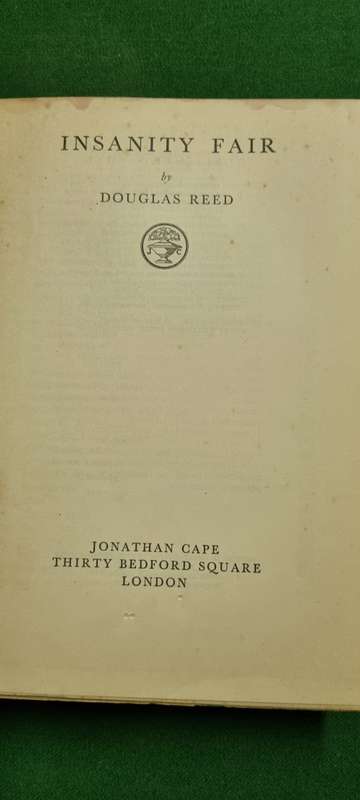 INSANITY FAIR
by
DOUGLAS REED
J C
JONATHAN CAPE
THIRTY BEDFORD SQUARE
LONDON